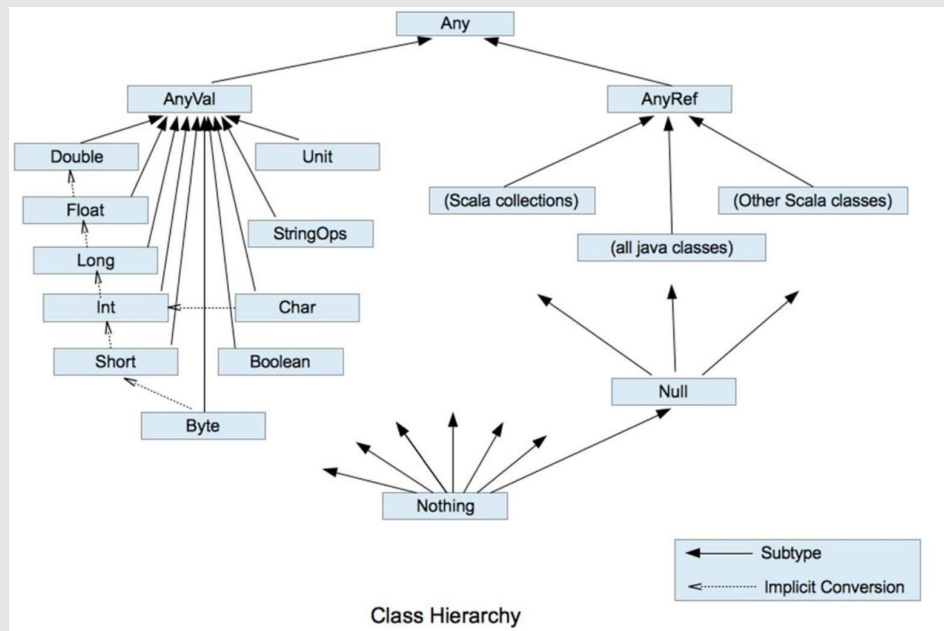 Any
AnyVal
AnyRef
Double
Unit
Float
(Scala collections)
(Other Scala classes)
StringOps
(all java classes)
Long
Int
Char
Short
Boolean
Null
Byte
Nothing
Subtype
Implicit Conversion
Class Hierarchy